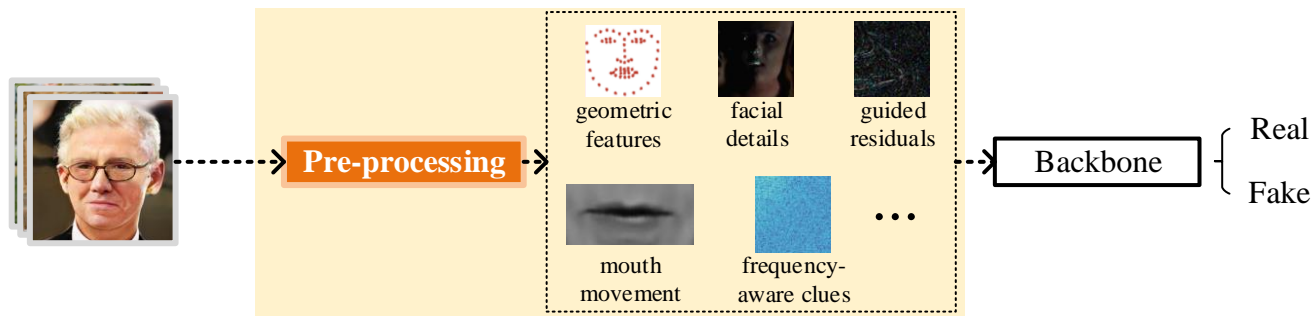 geometric
features
facial
details
guided
residuals
Pre-processing
mouth
movement
frequency-
aware clues
...
Backbone
Real
Fake